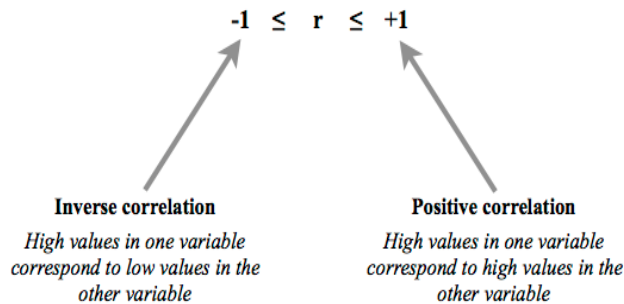 -1 ≤ r ≤ +1
Inverse correlation
High values in one variable
correspond to low values in the
other variable
Positive correlation
High values in one variable
correspond to high values in the
other variable